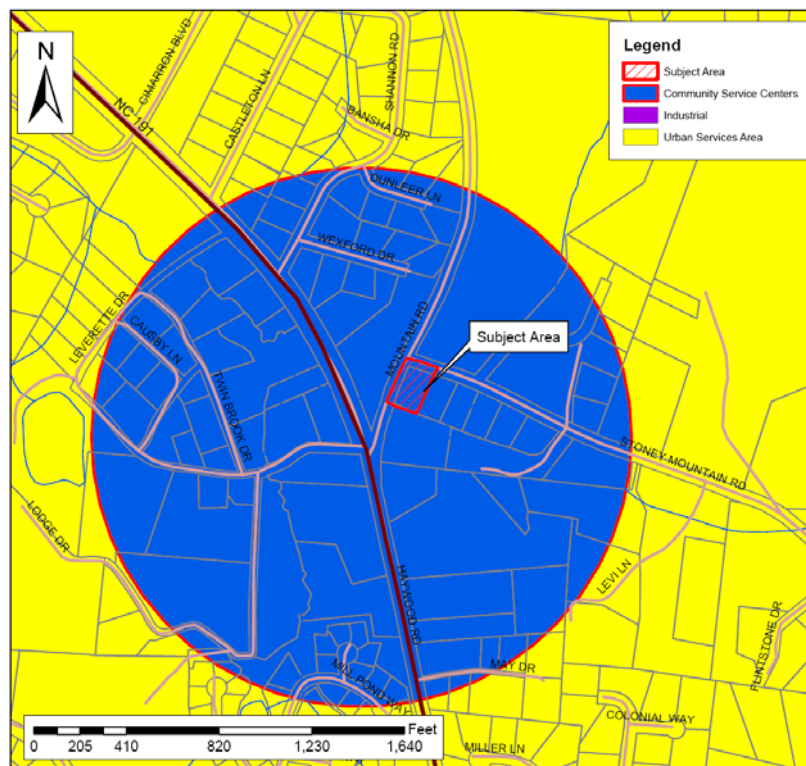 N
Legend
Subject Area
Community Service Centers
Industrial
Urban Services Area
CIMARRON BLVD
NC 191
CASTLETON LN
SHANNON RD
BANSHA DR
DUNLEER LN
WEXFORD DR
MOUNTAIN RD
Subject Area
LEVERETTE DR
CAUSBY LN
TWIN BROOK DR
STONEY MOUNTAIN RD
LODGE DR
HAYWOOD RD
LEVI LN
FLINTSTONE DR
MAY DR
MILL POND WAY
COLONIAL WAY
MILLER LN
Feet
0 205 410 820 1,230 1,640